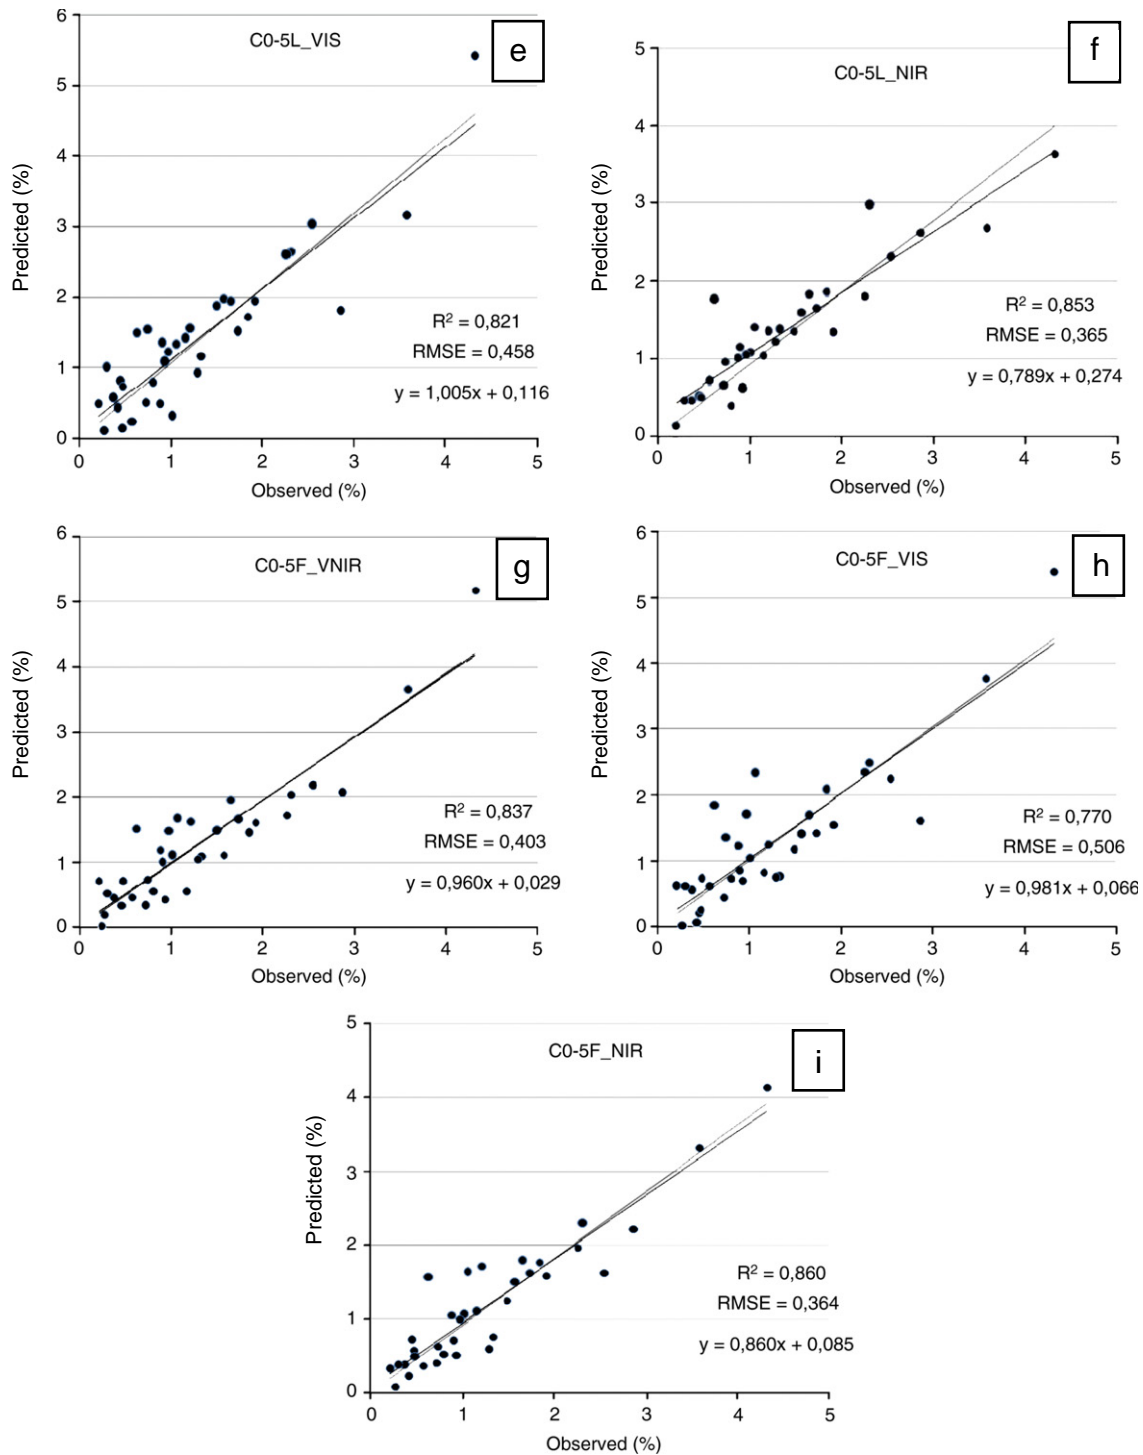 C0-5L_VIS
e
6
5
4
3
2
1
0
Predicted (%)
R² = 0,821
RMSE = 0,458
y = 1,005x + 0,116
0 1 2 3 4 5
Observed (%)
C0-5L_NIR
f
5
4
3
2
1
0
Predicted (%)
R² = 0,853
RMSE = 0,365
y = 0,789x + 0,274
0 1 2 3 4 5
Observed (%)
C0-5F_VNIR
g
6
5
4
3
2
1
0
Predicted (%)
R² = 0,837
RMSE = 0,403
y = 0,960x + 0,029
0 1 2 3 4 5
Observed (%)
C0-5F_VIS
h
6
5
4
3
2
1
0
Predicted (%)
R² = 0,770
RMSE = 0,506
y = 0,981x + 0,066
0 1 2 3 4 5
Observed (%)
C0-5F_NIR
i
5
4
3
2
1
0
Predicted (%)
R² = 0,860
RMSE = 0,364
y = 0,860x + 0,085
0 1 2 3 4 5
Observed (%)